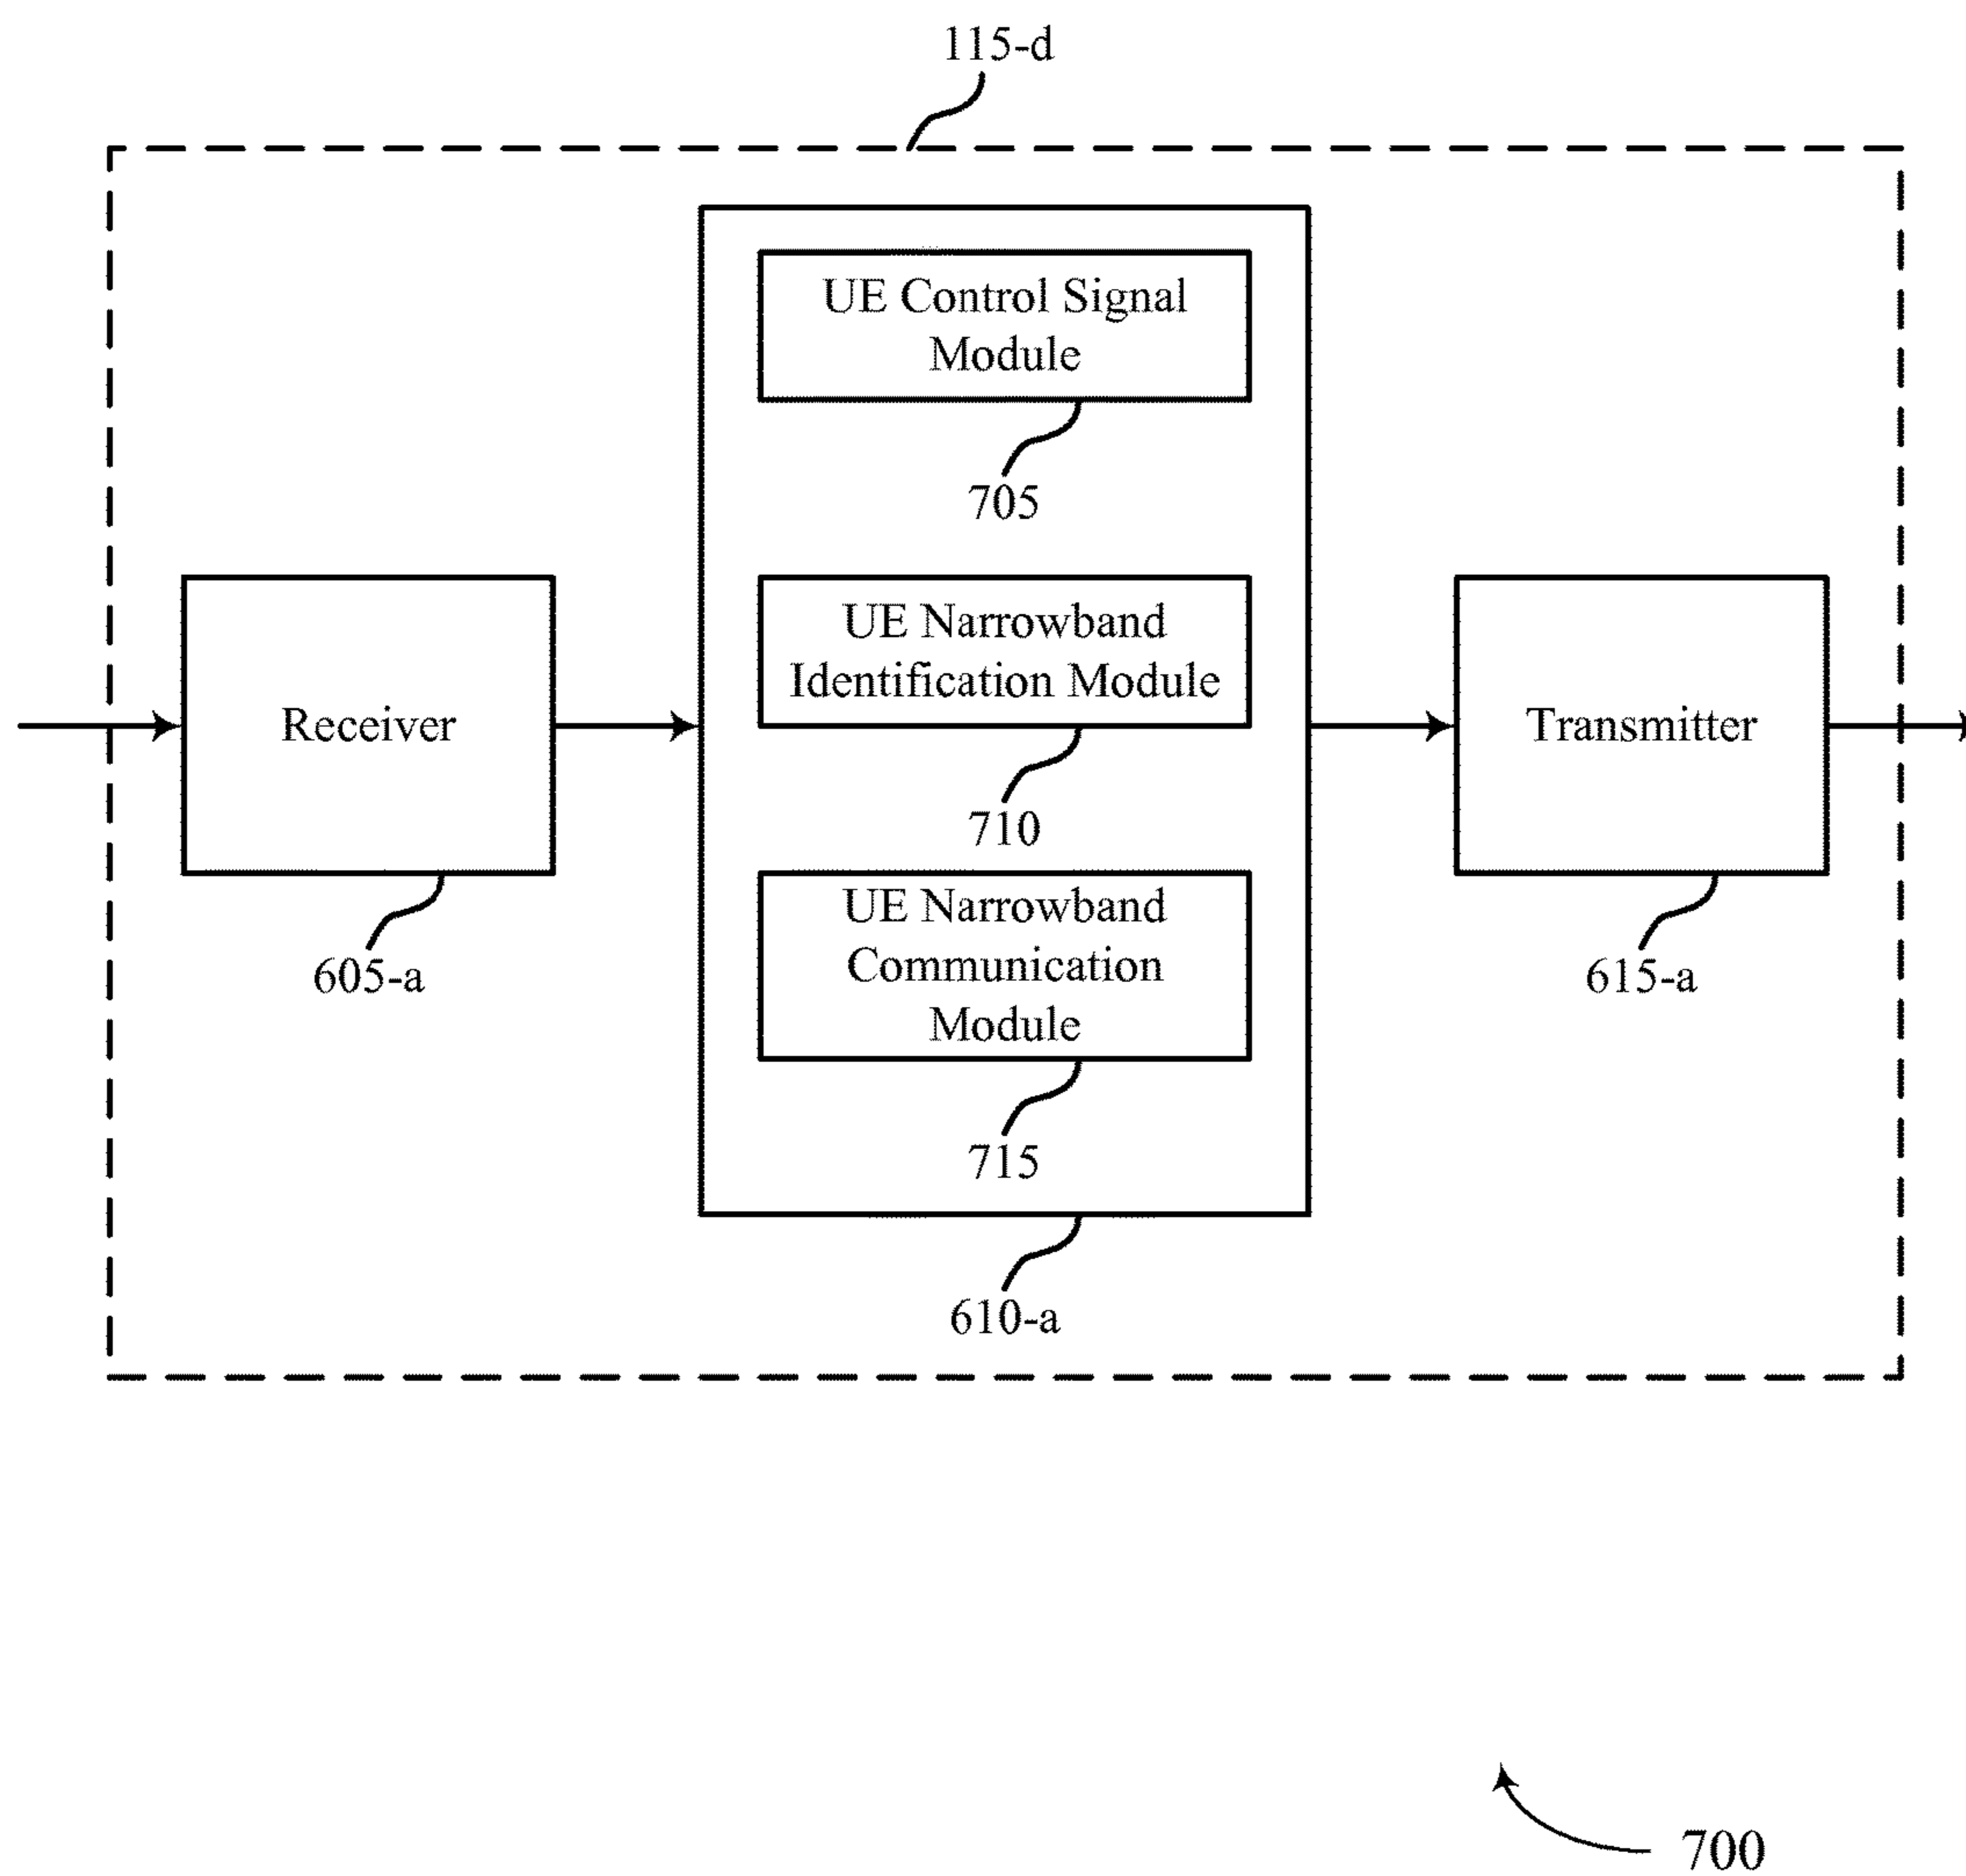 115-d
UE Control Signal
Module
705
UE Narrowband
Identification Module
710
Receiver
605-a
Transmitter
615-a
UE Narrowband
Communication
Module
715
610-a
700